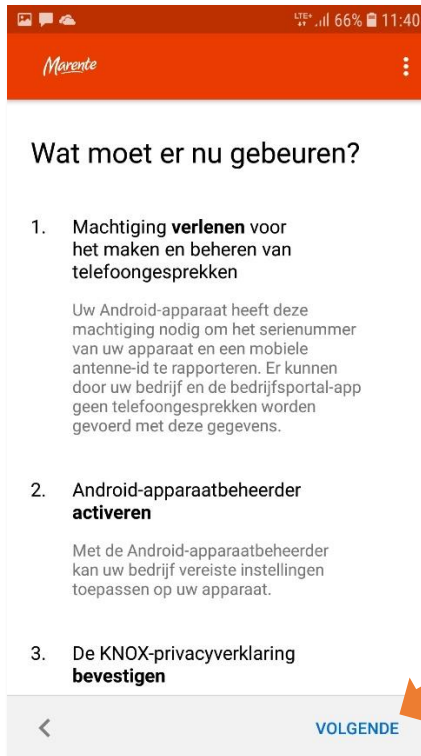 LTE+ 66% 11:40
Marente
Wat moet er nu gebeuren?
1. Machtiging verlenen voor
het maken en beheren van
telefoongesprekken
Uw Android-apparaat heeft deze
machtiging nodig om het serienummer
van uw apparaat en een mobiele
antenne-id te rapporteren. Er kunnen
door uw bedrijf en de bedrijfsportal-app
geen telefoongesprekken worden
gevoerd met deze gegevens.
2. Android-apparaatbeheerder
activeren
Met de Android-apparaatbeheerder
kan uw bedrijf vereiste instellingen
toepassen op uw apparaat.
3. De KNOX-privacyverklaring
bevestigen
VOLGENDE